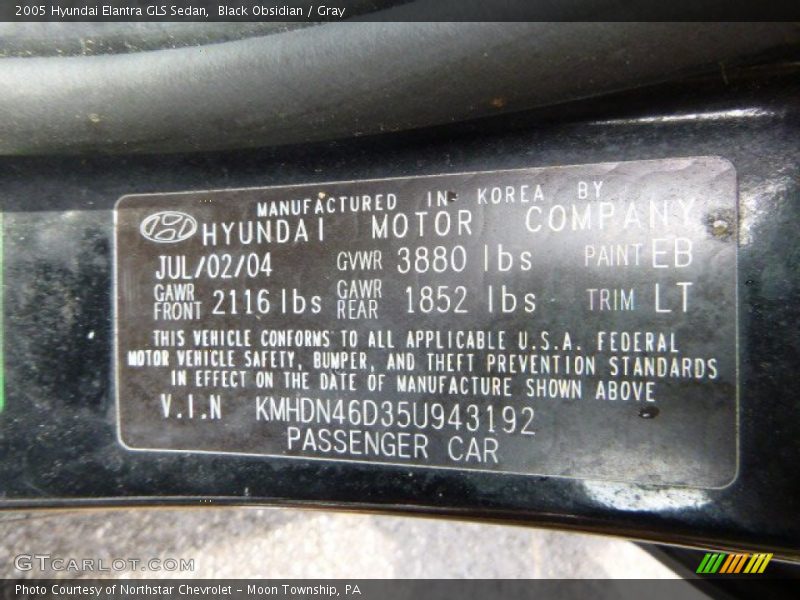 2005 Hyundai Elantra GLS Sedan, Black Obsidian / Gray
MANUFACTURED IN KOREA BY
HYUNDAI MOTOR COMPANY
JUL/02/04 GVWR 3880 lbs PAINT EB
GAWR FRONT 2116 lbs GAWR REAR 1852 lbs TRIM LT
THIS VEHICLE CONFORMS TO ALL APPLICABLE U.S.A. FEDERAL
MOTOR VEHICLE SAFETY, BUMPER, AND THEFT PREVENTION STANDARDS
IN EFFECT ON THE DATE OF MANUFACTURE SHOWN ABOVE
V.I.N KMHDN46D35U943192
PASSENGER CAR
GTCARLOT.COM
Photo Courtesy of Northstar Chevrolet - Moon Township, PA